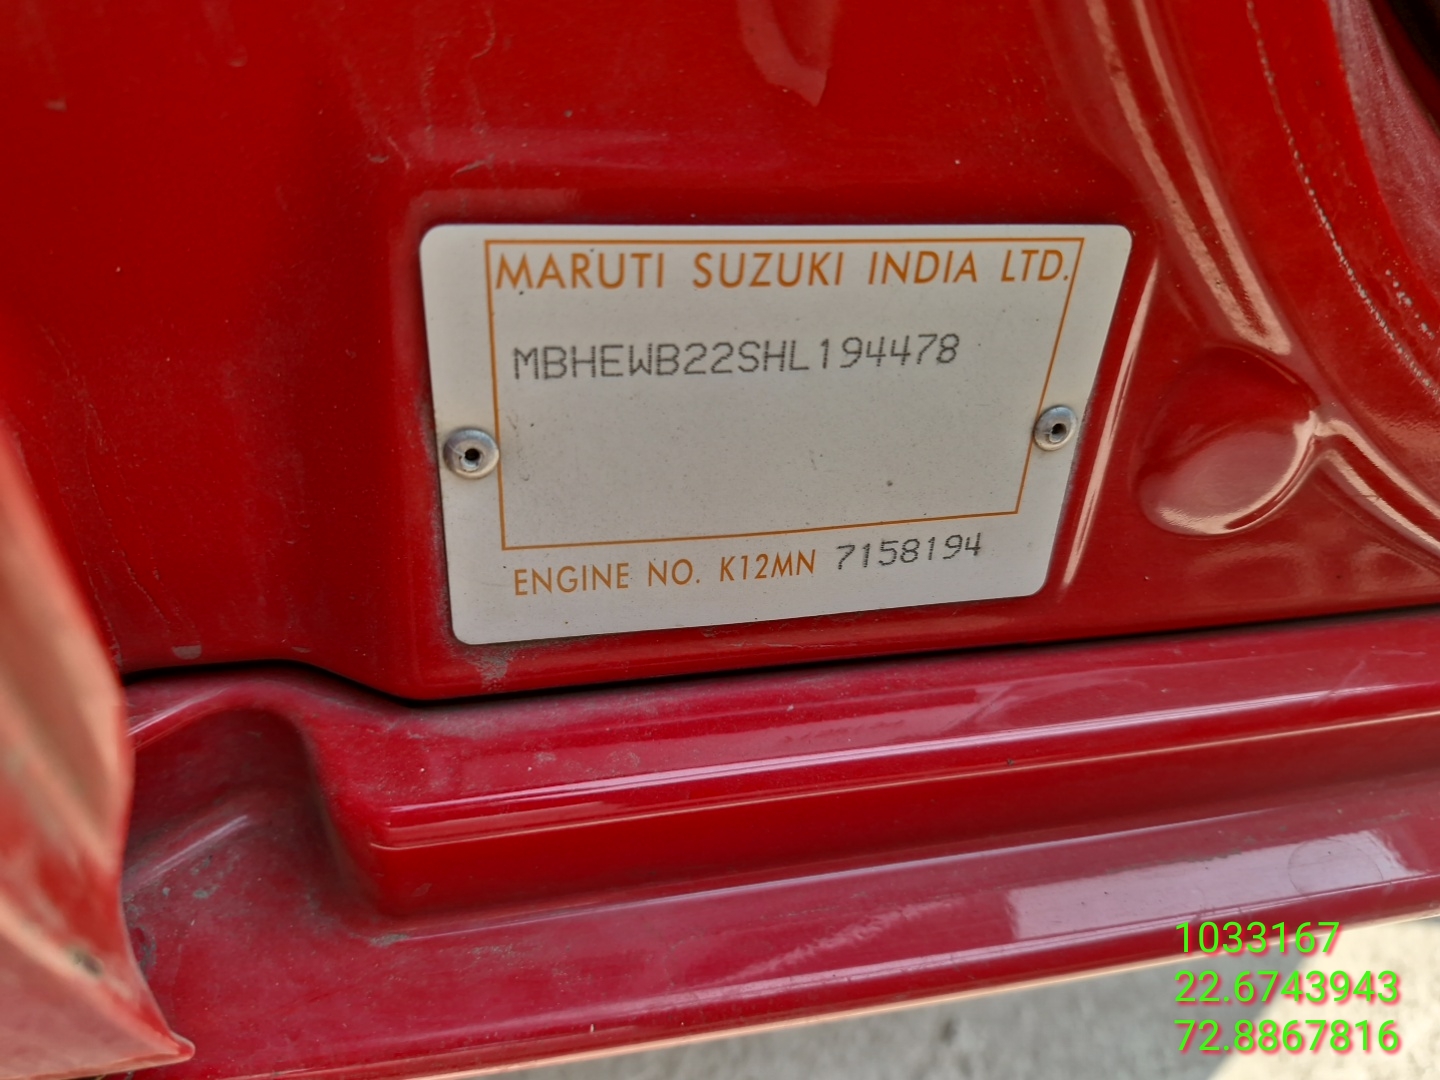 MARUTI SUZUKI INDIA LTD.
MBHEWB22SHL194478
ENGINE NO. K12MN 7158194
1033167
22.6743943
72.8867816